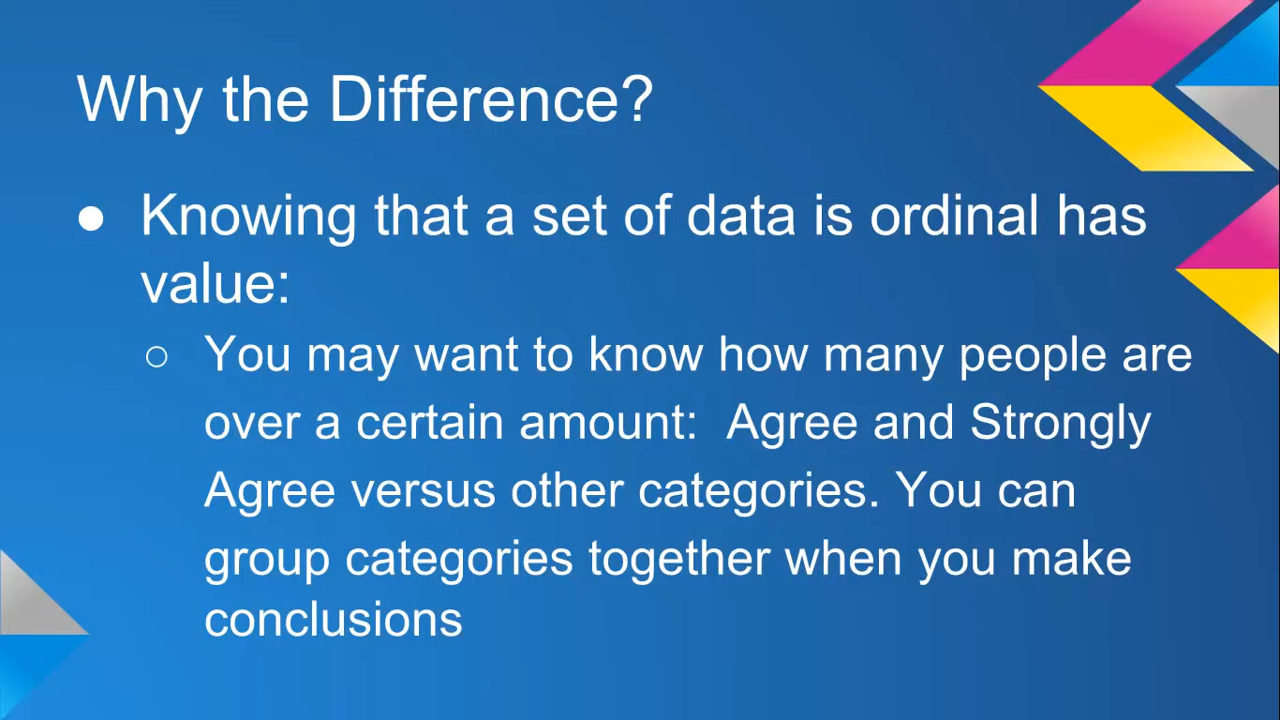 Why the Difference?
● Knowing that a set of data is ordinal has
value:
○ You may want to know how many people are
over a certain amount:  Agree and Strongly
Agree versus other categories. You can
group categories together when you make
conclusions